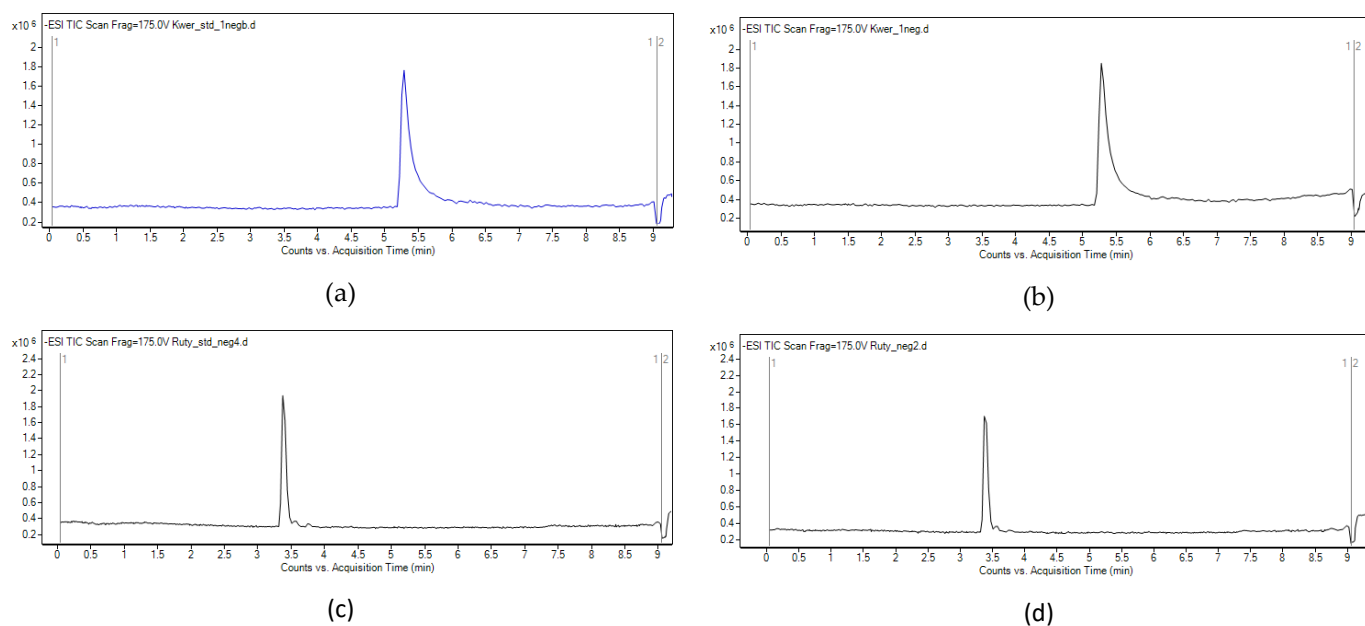 -ESI TIC Scan Frag=175.0V Kwer_std_1negb.d
x10 6
2
1.8
1.6
1.4
1.2
1
0.8
0.6
0.4
0.2
1
1 2
0 0.5 1 1.5 2 2.5 3 3.5 4 4.5 5 5.5 6 6.5 7 7.5 8 8.5 9
Counts vs. Acquisition Time (min)
(a)
-ESI TIC Scan Frag=175.0V Kwer_1neg.d
x10 6
2
1.8
1.6
1.4
1.2
1
0.8
0.6
0.4
0.2
1
1 2
0 0.5 1 1.5 2 2.5 3 3.5 4 4.5 5 5.5 6 6.5 7 7.5 8 8.5 9
Counts vs. Acquisition Time (min)
(b)
-ESI TIC Scan Frag=175.0V Ruty_std_neg4.d
x10 6
2.4
2.2
2
1.8
1.6
1.4
1.2
1
0.8
0.6
0.4
0.2
1
1 2
0 0.5 1 1.5 2 2.5 3 3.5 4 4.5 5 5.5 6 6.5 7 7.5 8 8.5 9
Counts vs. Acquisition Time (min)
(c)
-ESI TIC Scan Frag=175.0V Ruty_neg2.d
x10 6
2.4
2.2
2
1.8
1.6
1.4
1.2
1
0.8
0.6
0.4
0.2
1
1 2
0 0.5 1 1.5 2 2.5 3 3.5 4 4.5 5 5.5 6 6.5 7 7.5 8 8.5 9
Counts vs. Acquisition Time (min)
(d)